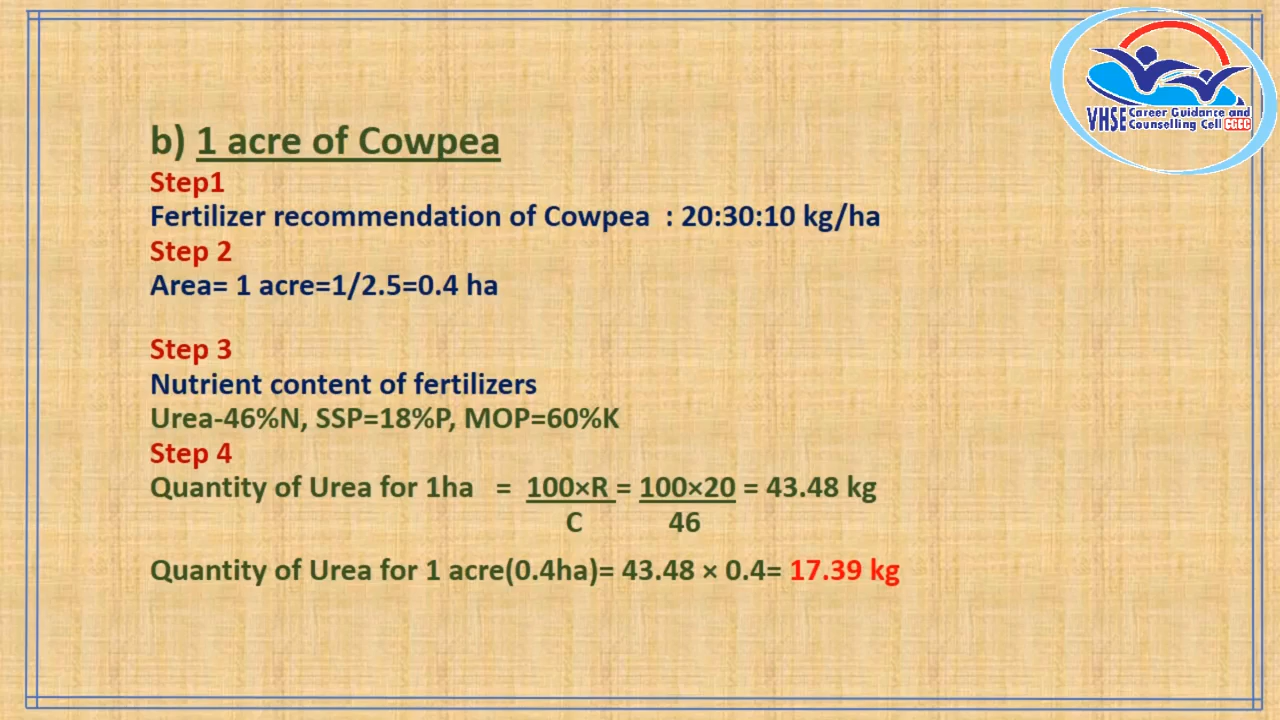 VHSE Career Guidance and
Counselling Cell CGCC
b) 1 acre of Cowpea
Step1
Fertilizer recommendation of Cowpea : 20:30:10 kg/ha
Step 2
Area= 1 acre=1/2.5=0.4 ha
Step 3
Nutrient content of fertilizers
Urea-46%N, SSP=18%P, MOP=60%K
Step 4
Quantity of Urea for 1ha = 100×R = 100×20 = 43.48 kg
C 46
Quantity of Urea for 1 acre(0.4ha)= 43.48 × 0.4= 17.39 kg